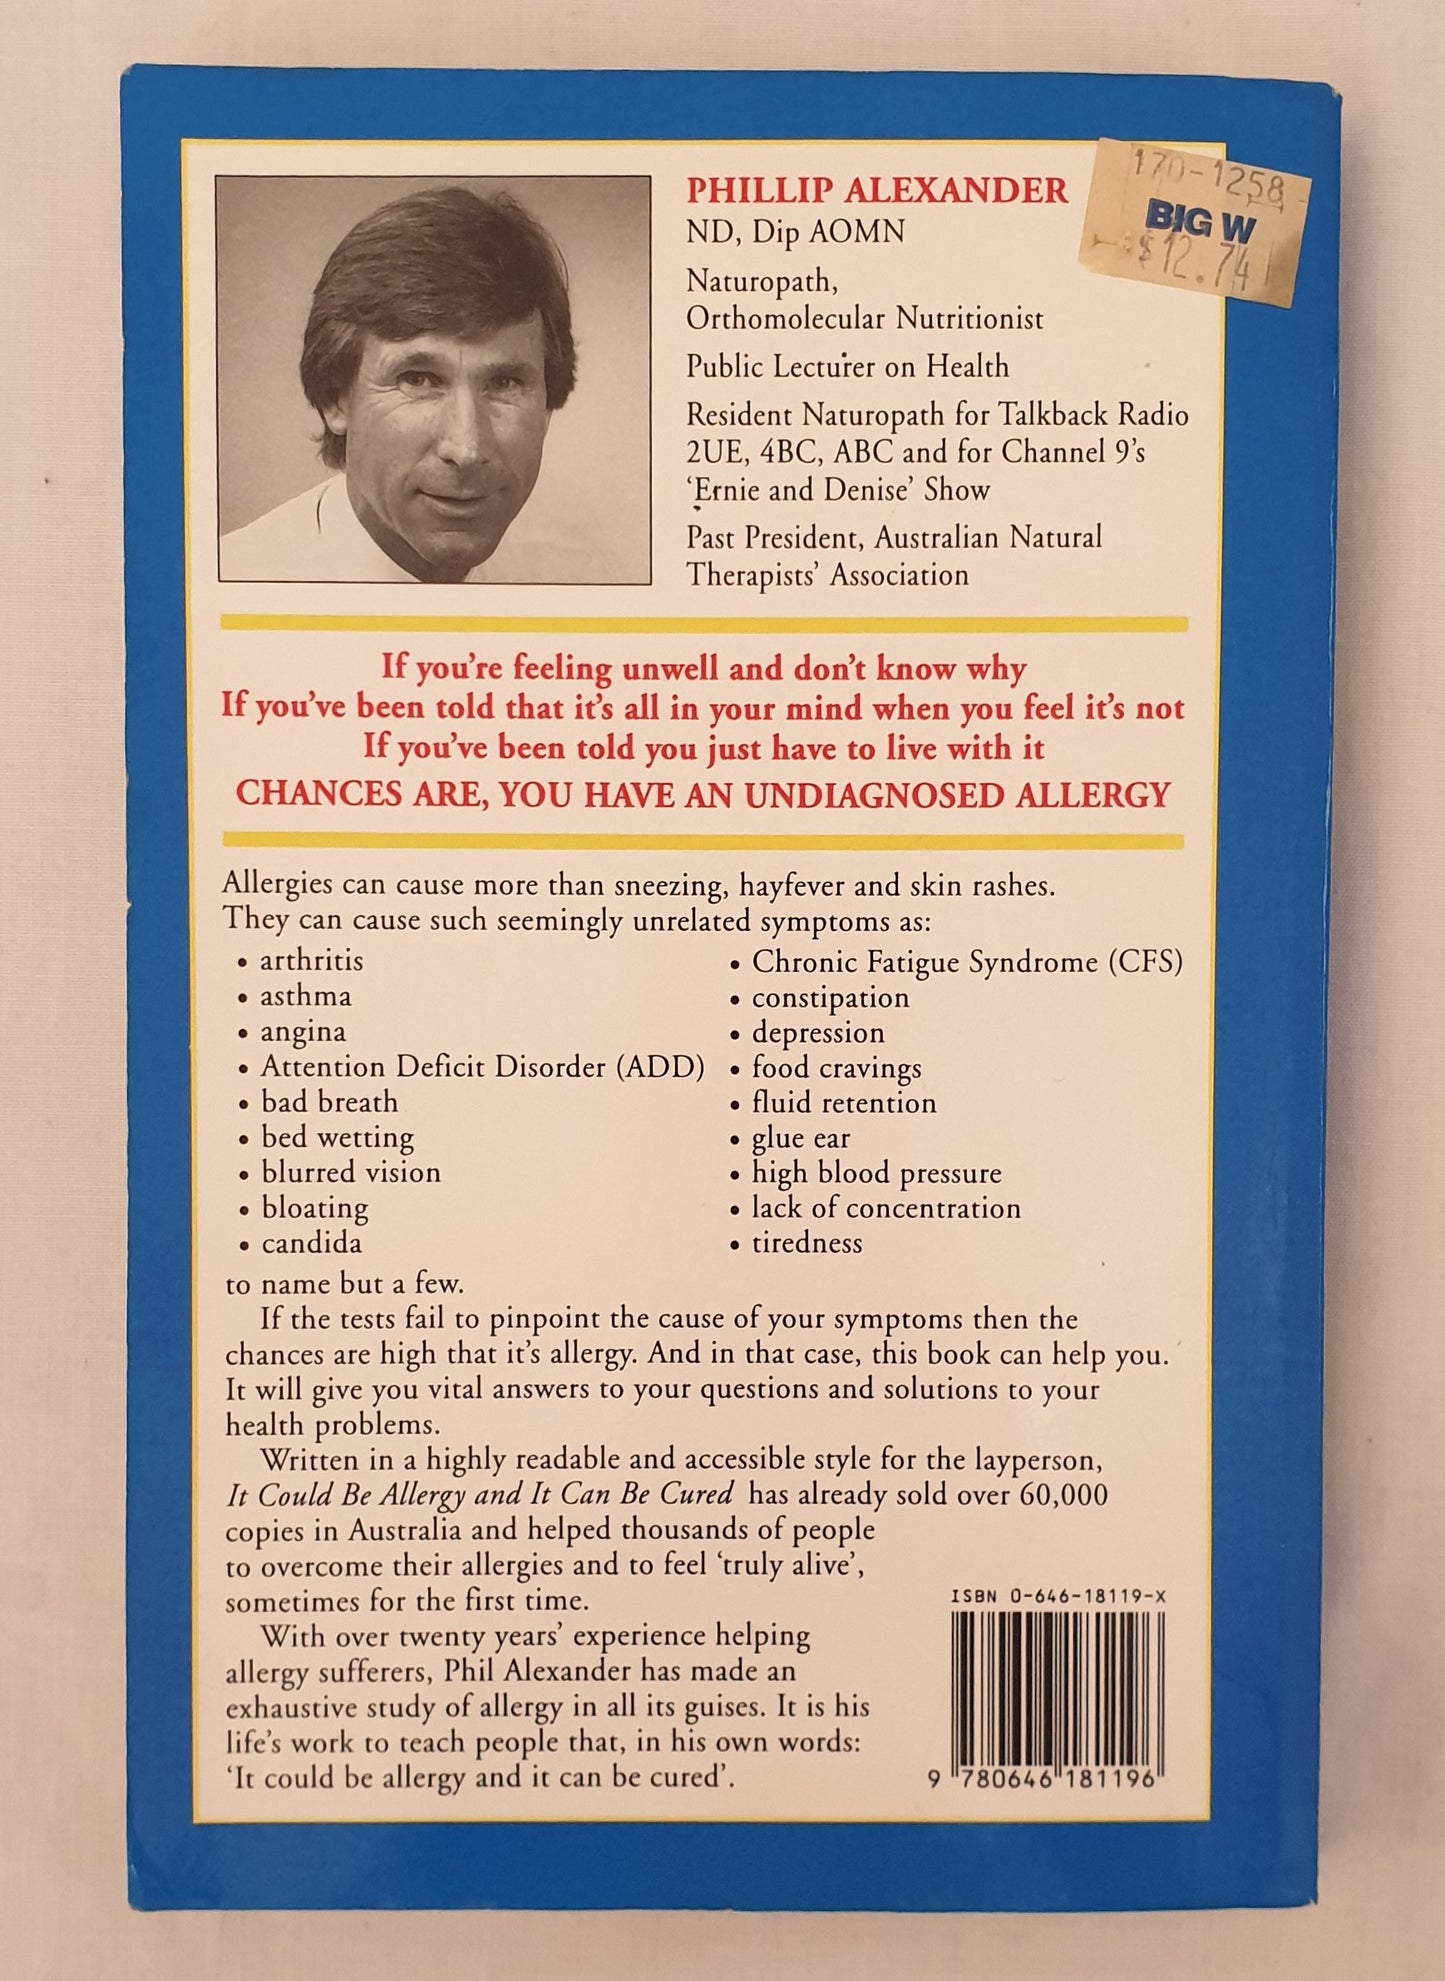 PHILLIP ALEXANDER
ND, Dip AOMN
Naturopath,
Orthomolecular Nutritionist
Public Lecturer on Health
Resident Naturopath for Talkback Radio
2UE, 4BC, ABC and for Channel 9's
'Ernie and Denise' Show
Past President, Australian Natural
Therapists' Association
170-1258
BIG W
$12.74
If you're feeling unwell and don't know why
If you've been told that it's all in your mind when you feel it's not
If you've been told you just have to live with it
CHANCES ARE, YOU HAVE AN UNDIAGNOSED ALLERGY
Allergies can cause more than sneezing, hayfever and skin rashes.
They can cause such seemingly unrelated symptoms as:
• arthritis
• asthma
• angina
• Attention Deficit Disorder (ADD)
• bad breath
• bed wetting
• blurred vision
• bloating
• candida
• Chronic Fatigue Syndrome (CFS)
• constipation
• depression
• food cravings
• fluid retention
• glue ear
• high blood pressure
• lack of concentration
• tiredness
to name but a few.
If the tests fail to pinpoint the cause of your symptoms then the
chances are high that it's allergy. And in that case, this book can help you.
It will give you vital answers to your questions and solutions to your
health problems.
Written in a highly readable and accessible style for the layperson,
It Could Be Allergy and It Can Be Cured has already sold over 60,000
copies in Australia and helped thousands of people
to overcome their allergies and to feel 'truly alive',
sometimes for the first time.
With over twenty years' experience helping
allergy sufferers, Phil Alexander has made an
exhaustive study of allergy in all its guises. It is his
life's work to teach people that, in his own words:
'It could be allergy and it can be cured'.
ISBN 0-646-18119-X
9 780646 181196